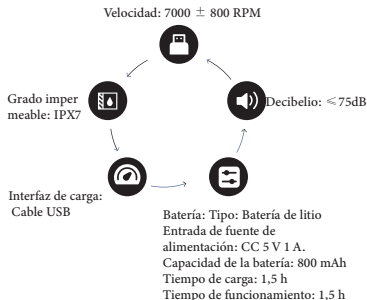 Velocidad: 7000 ± 800 RPM
Grado imper
meable: IPX7
Decibelio: ≤75dB
Interfaz de carga:
Cable USB
Batería: Tipo: Batería de litio
Entrada de fuente de
alimentación: CC 5 V 1 A.
Capacidad de la batería: 800 mAh
Tiempo de carga: 1,5 h
Tiempo de funcionamiento: 1,5 h